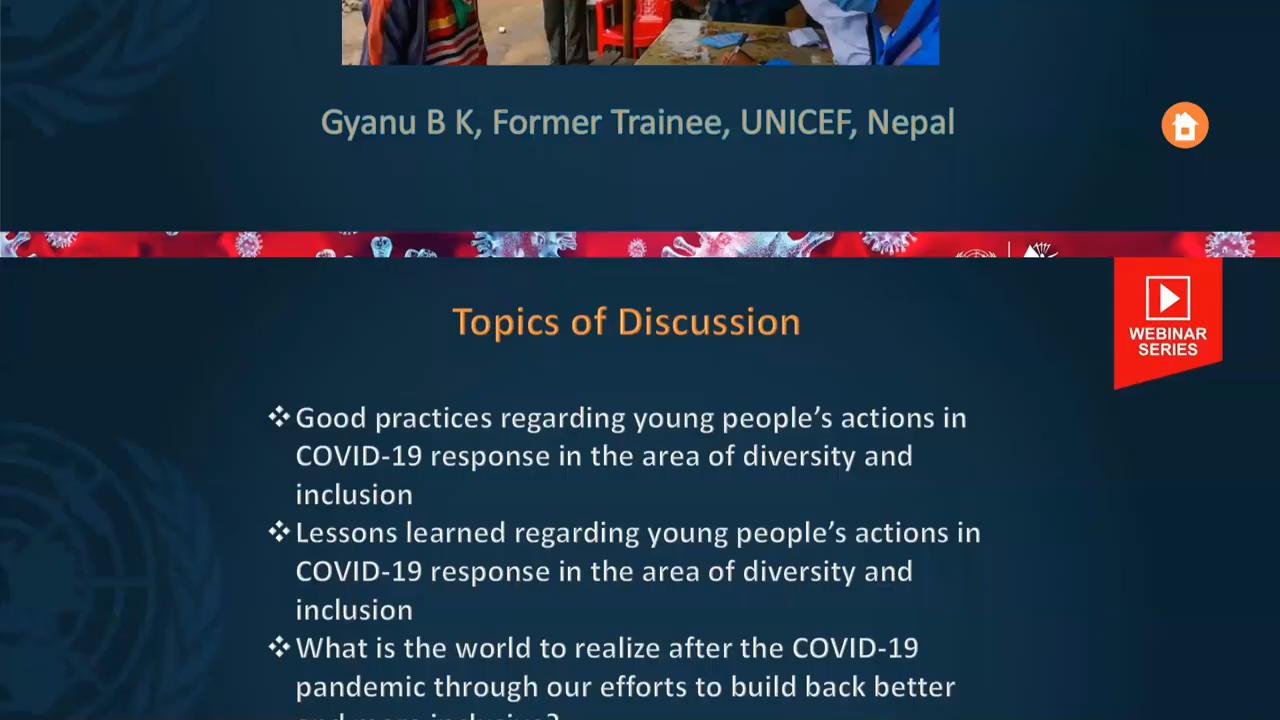 Gyanu B K, Former Trainee, UNICEF, Nepal
Topics of Discussion
WEBINAR
SERIES
❖Good practices regarding young people’s actions in
COVID-19 response in the area of diversity and
inclusion
❖Lessons learned regarding young people’s actions in
COVID-19 response in the area of diversity and
inclusion
❖What is the world to realize after the COVID-19
pandemic through our efforts to build back better
and more inclusive?